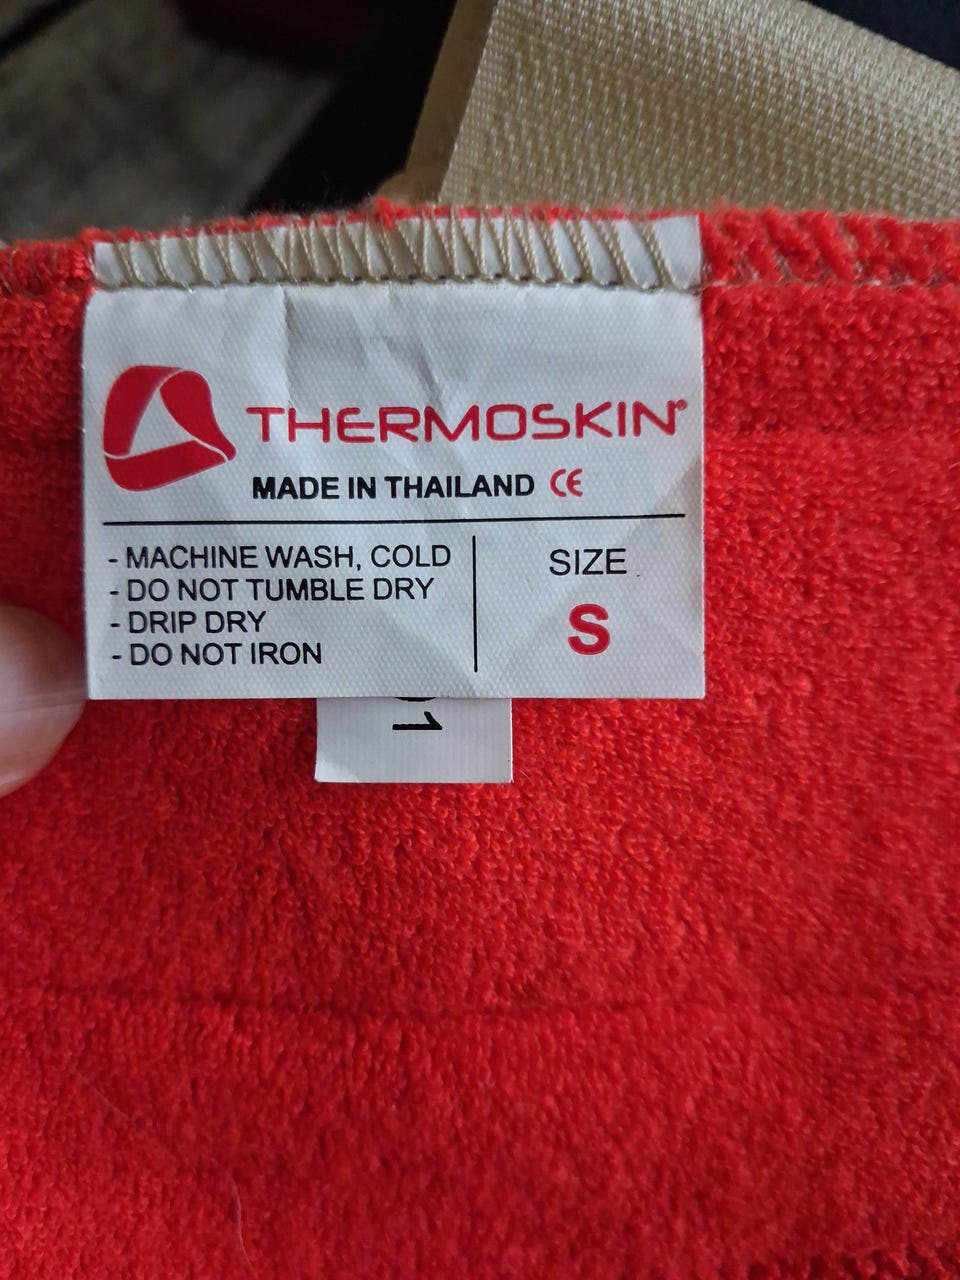 THERMOSKIN®
MADE IN THAILAND CE
- MACHINE WASH, COLD
- DO NOT TUMBLE DRY
- DRIP DRY
- DO NOT IRON
SIZE
S